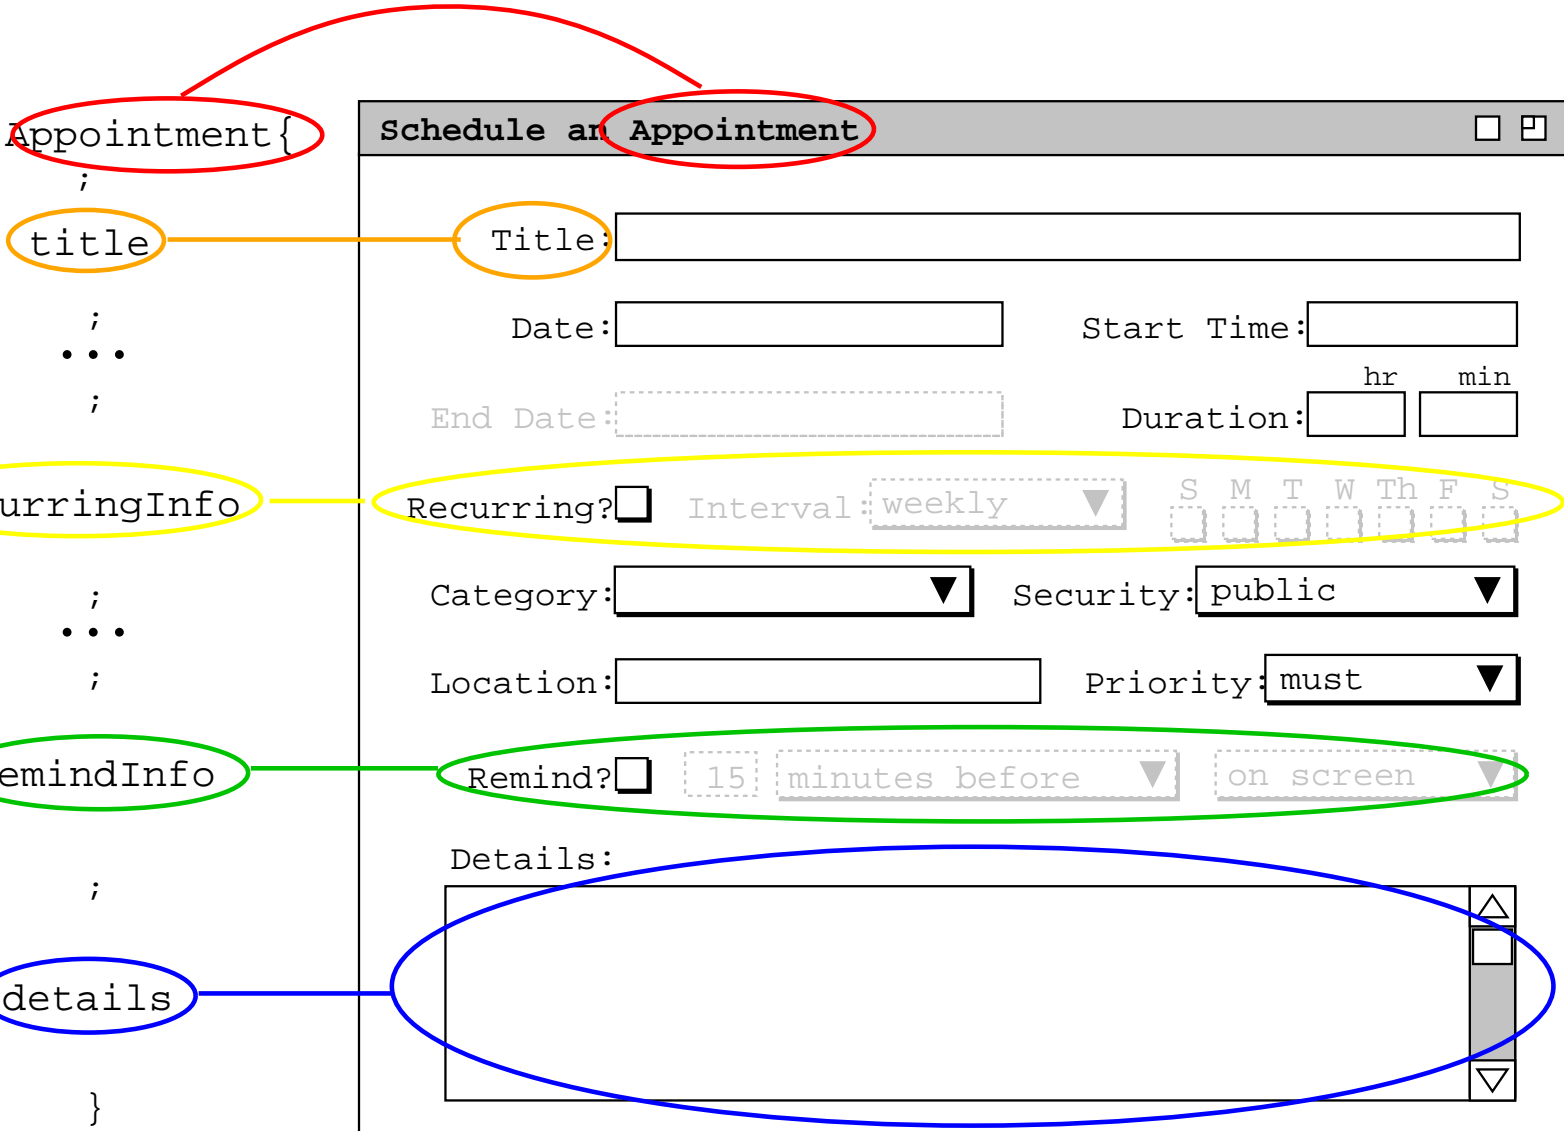 Appointment{
;
title
;
•••
;
urringInfo
;
•••
;
emindInfo
;
details
}
Schedule an Appointment
Title:
Date: Start Time:
hr min
End Date: Duration:
S M T W Th F S
Recurring? Interval: weekly
Category: Security: public
Location: Priority: must
Remind? 15 minutes before on screen
Details: